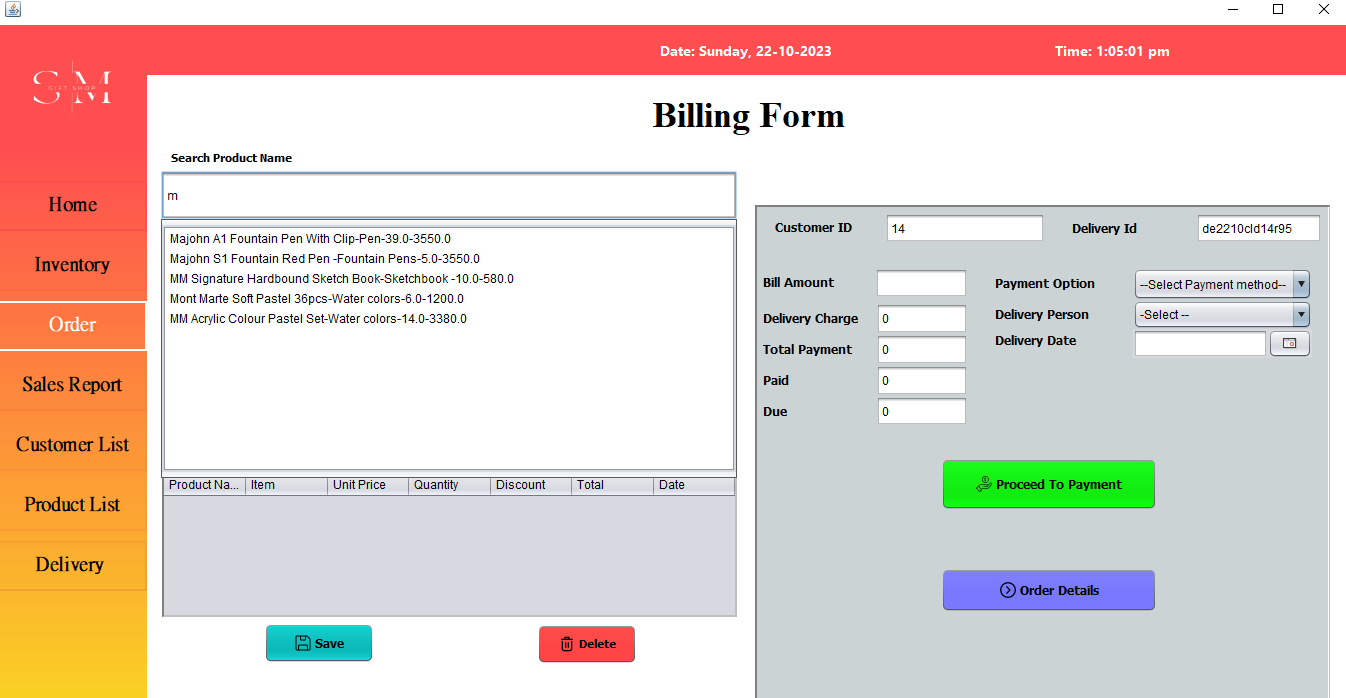 Date: Sunday, 22-10-2023
Time: 1:05:01 pm
SM
GIFT SHOP
Home
Inventory
Order
Sales Report
Customer List
Product List
Delivery
Billing Form
Search Product Name
m
Majohn A1 Fountain Pen With Clip-Pen-39.0-3550.0
Majohn S1 Fountain Red Pen -Fountain Pens-5.0-3550.0
MM Signature Hardbound Sketch Book-Sketchbook -10.0-580.0
Mont Marte Soft Pastel 36pcs-Water colors-6.0-1200.0
MM Acrylic Colour Pastel Set-Water colors-14.0-3380.0
Product Na... Item Unit Price Quantity Discount Total Date
Save
Delete
Customer ID 14 Delivery Id de2210cld14r95
Bill Amount
Delivery Charge 0
Total Payment 0
Paid 0
Due 0
Payment Option --Select Payment method--
Delivery Person -Select --
Delivery Date
Proceed To Payment
Order Details